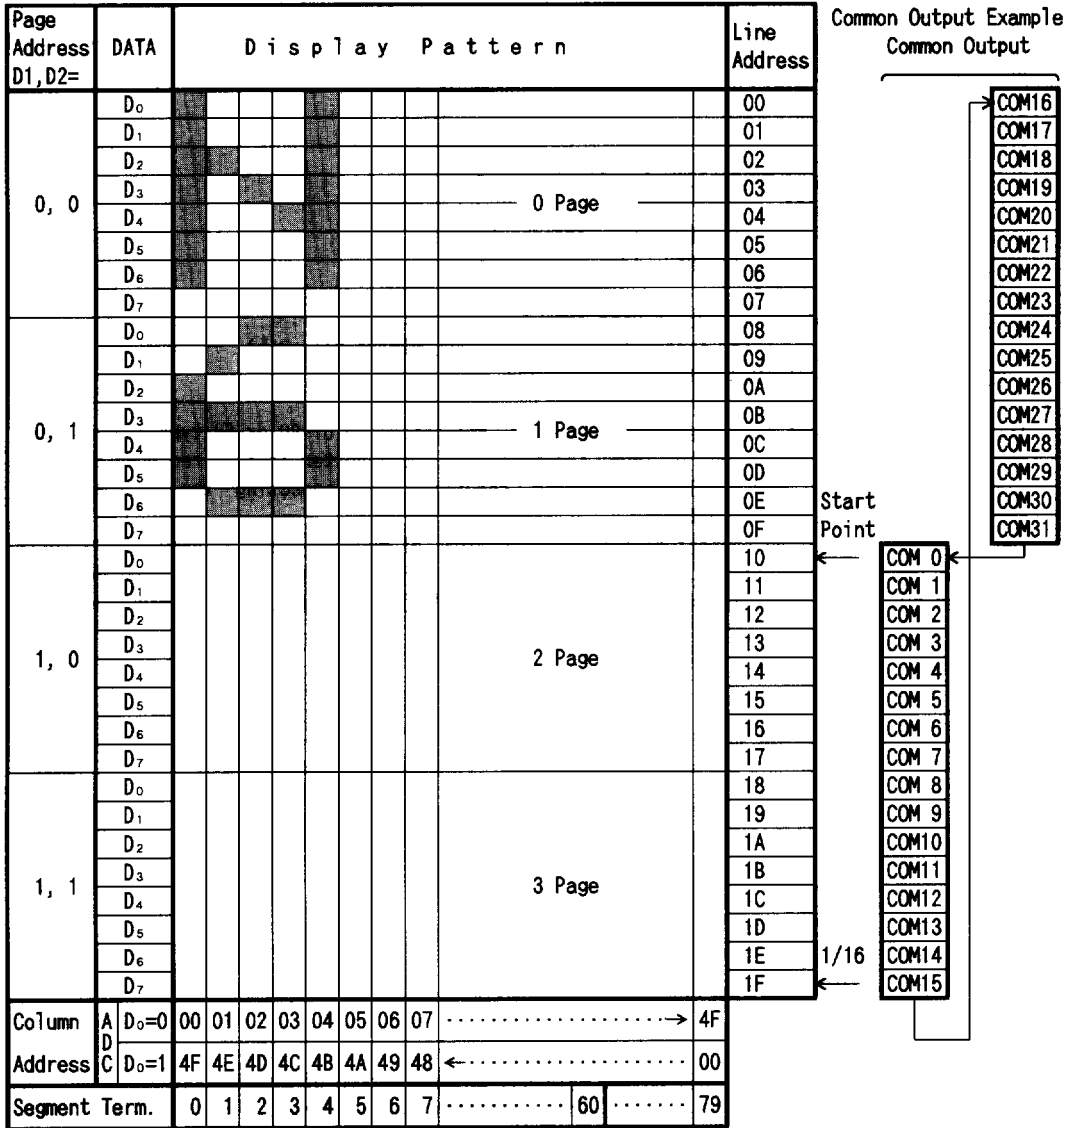 Page Address D1,D2= DATA Display Pattern Line Address Common Output Example
Common Output
D₀ 00 COM16
D₁ 01 COM17
D₂ 02 COM18
D₃ 03 COM19
0, 0 D₄ 0 Page 04 COM20
D₅ 05 COM21
D₆ 06 COM22
D₇ 07 COM23
D₀ 08 COM24
D₁ 09 COM25
D₂ 0A COM26
D₃ 0B COM27
0, 1 D₄ 1 Page 0C COM28
D₅ 0D COM29
D₆ 0E Start COM30
D₇ 0F Point COM31
D₀ 10 COM 0
D₁ 11 COM 1
D₂ 12 COM 2
D₃ 13 COM 3
1, 0 D₄ 2 Page 14 COM 4
D₅ 15 COM 5
D₆ 16 COM 6
D₇ 17 COM 7
D₀ 18 COM 8
D₁ 19 COM 9
D₂ 1A COM10
D₃ 1B COM11
1, 1 D₄ 3 Page 1C COM12
D₅ 1D COM13
D₆ 1E 1/16 COM14
D₇ 1F COM15
Column Address ADC D₀=0 00 01 02 03 04 05 06 07 4F
D₀=1 4F 4E 4D 4C 4B 4A 49 48 00
Segment Term. 0 1 2 3 4 5 6 7 60 79